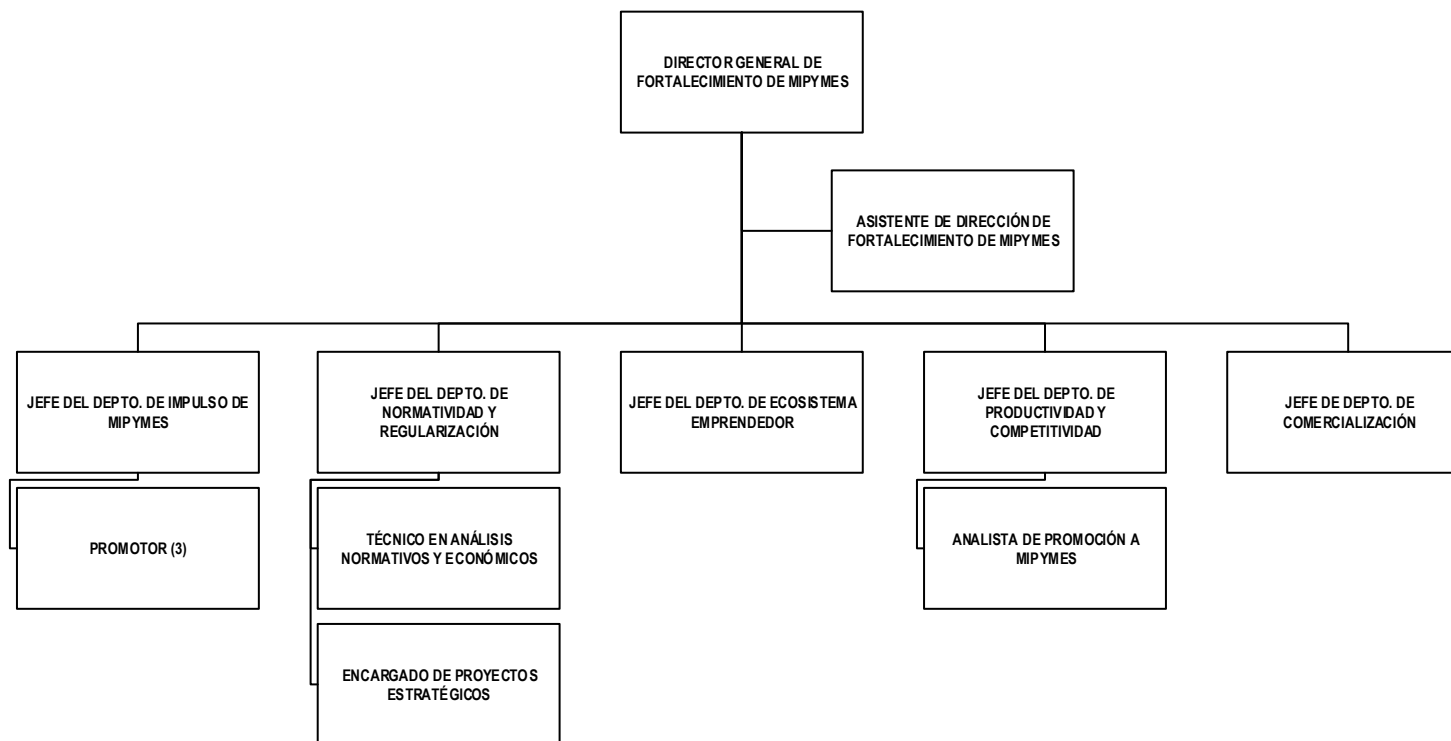 DIRECTOR GENERAL DE
FORTALECIMIENTO DE MIPYMES
ASISTENTE DE DIRECCIÓN DE
FORTALECIMIENTO DE MIPYMES
JEFE DEL DEPTO. DE IMPULSO DE
MIPYMES
JEFE DEL DEPTO. DE
NORMATIVIDAD Y
REGULARIZACIÓN
JEFE DEL DEPTO. DE ECOSISTEMA
EMPRENDEDOR
JEFE DEL DEPTO. DE
PRODUCTIVIDAD Y
COMPETITIVIDAD
JEFE DE DEPTO. DE
COMERCIALIZACIÓN
PROMOTOR (3)
TÉCNICO EN ANÁLISIS
NORMATIVOS Y ECONÓMICOS
ANALISTA DE PROMOCIÓN A
MIPYMES
ENCARGADO DE PROYECTOS
ESTRATÉGICOS